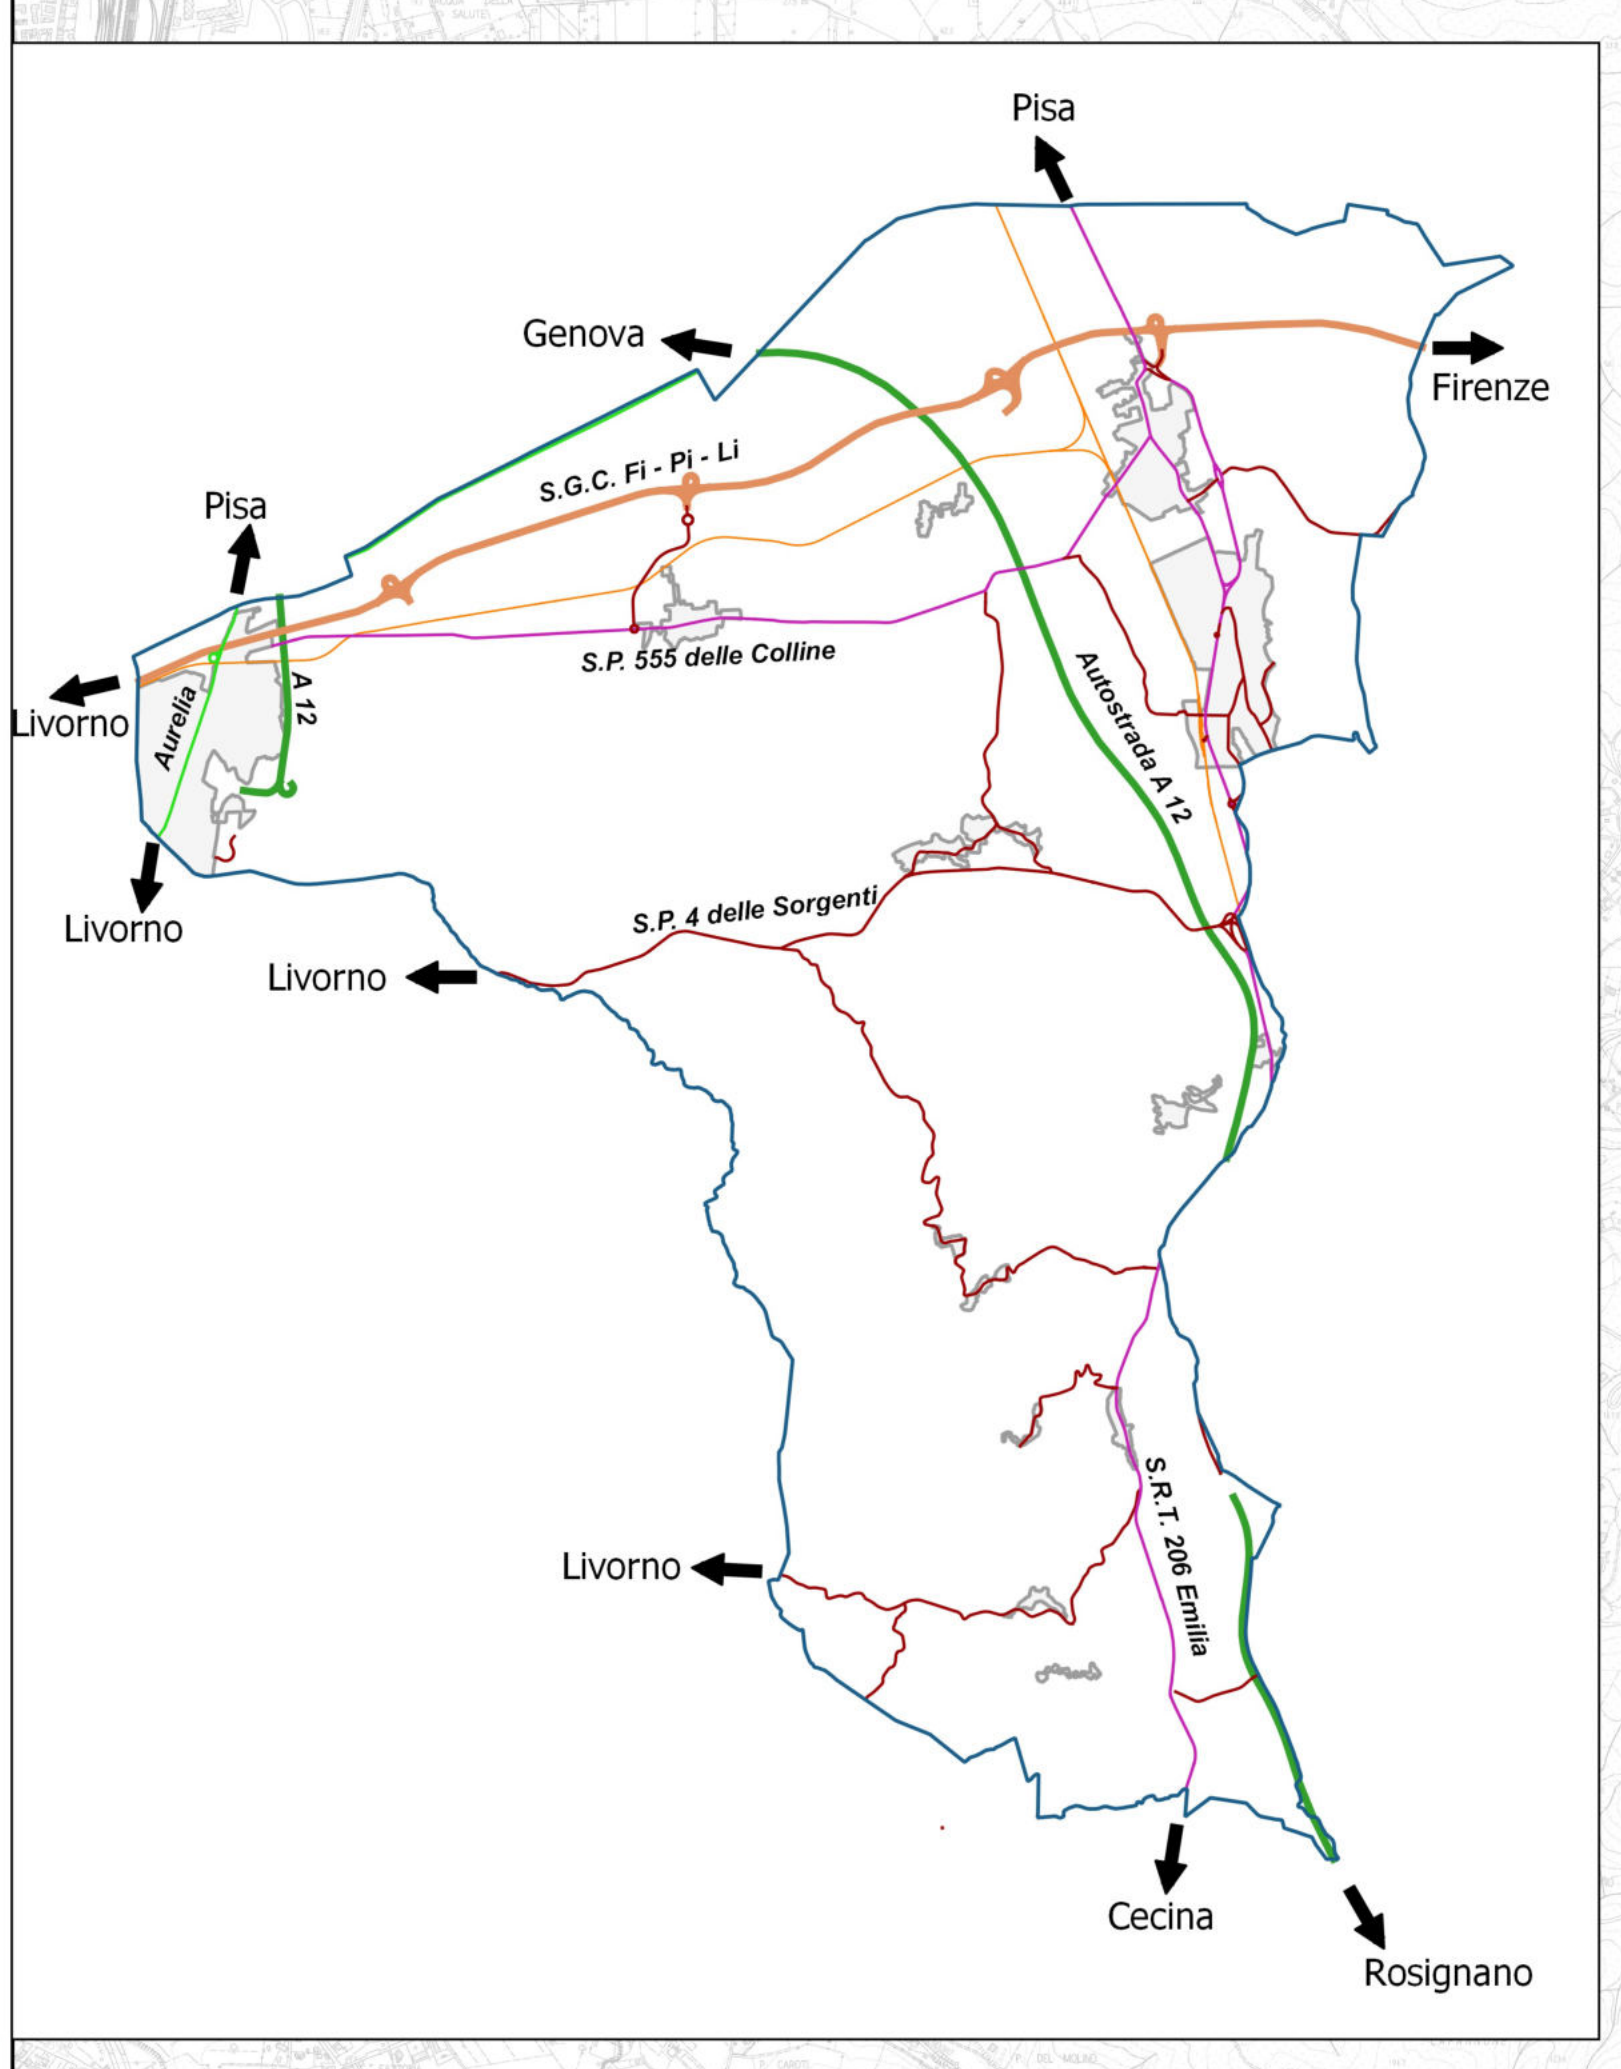 Pisa
Genova
Firenze
S.G.C. Fi - Pi - Li
Pisa
S.P. 555 delle Colline
Livorno
Aurelia
A 12
Autostrada A 12
S.P. 4 delle Sorgenti
Livorno
Livorno
S.R.T. 206 Emilia
Livorno
Cecina
Rosignano